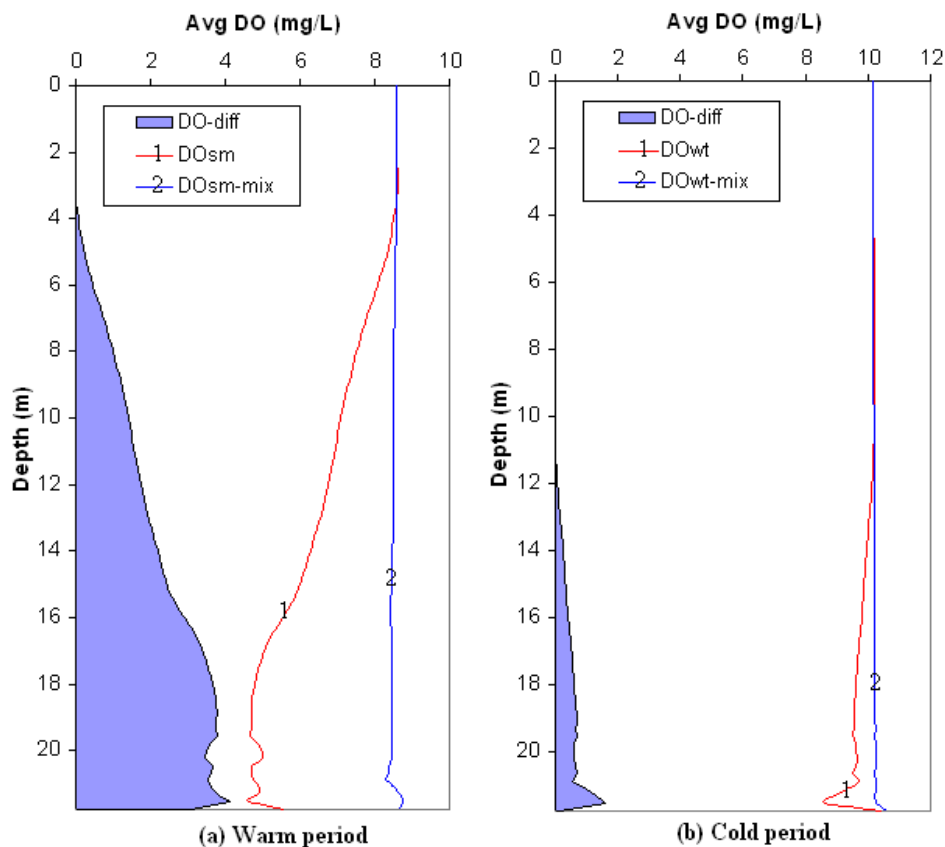 Avg DO (mg/L)
0 2 4 6 8 10
0
2
4
6
8
10
12
14
16
18
20
Depth (m)
DO-diff
1 DOsm
2 DOsm-mix
1
2
(a) Warm period
Avg DO (mg/L)
0 2 4 6 8 10 12
0
2
4
6
8
10
12
14
16
18
20
Depth (m)
DO-diff
1 DOwt
2 DOwt-mix
2
1
(b) Cold period